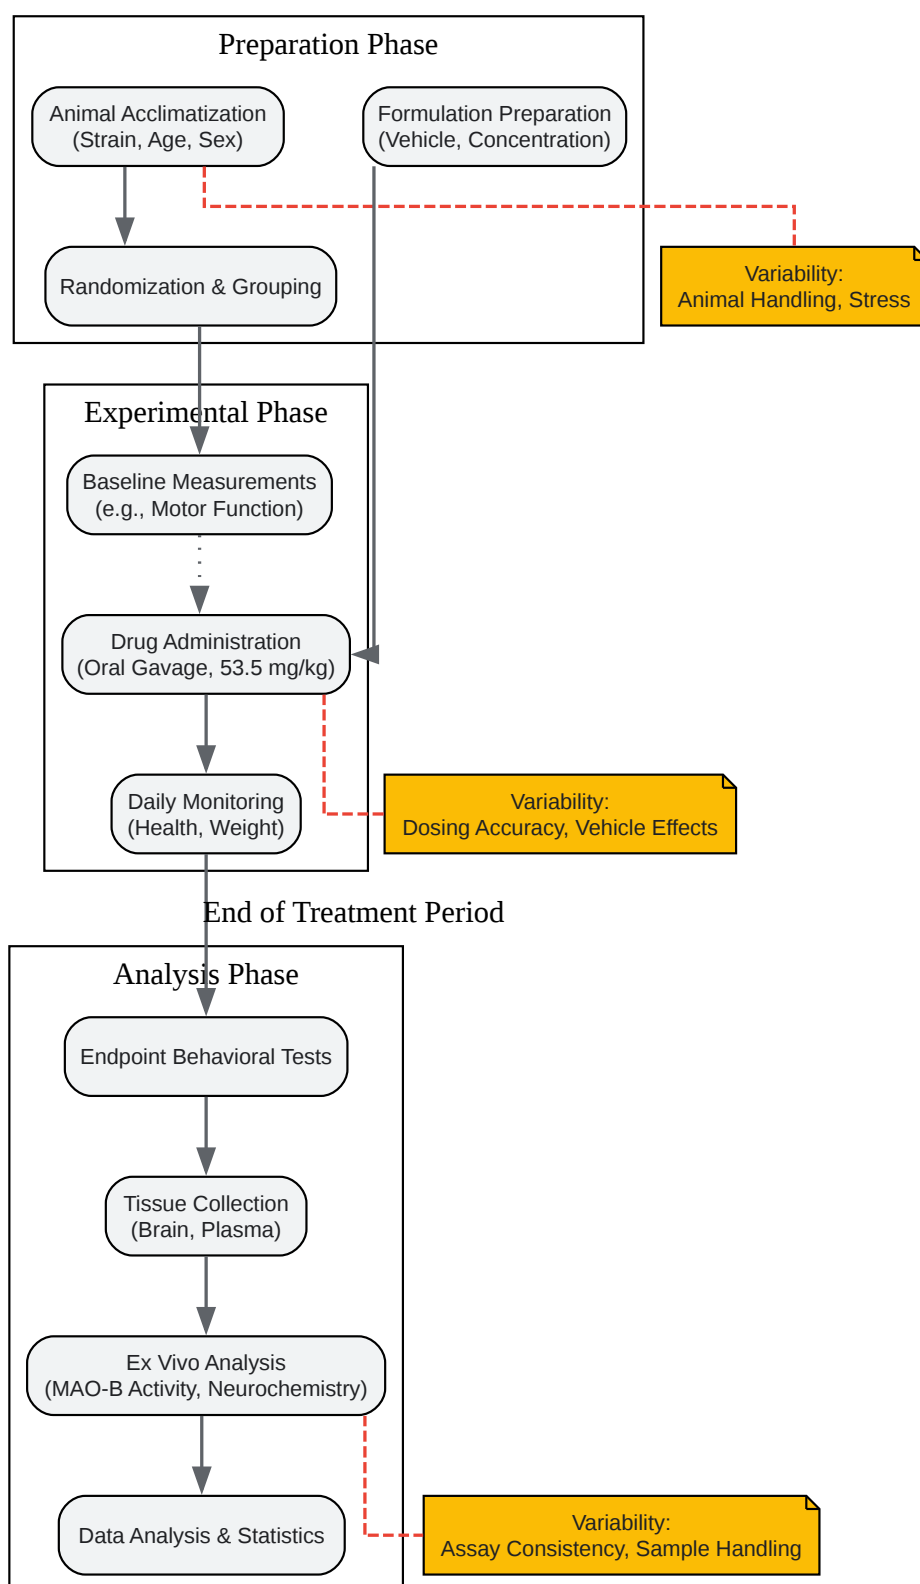 Preparation Phase
Animal Acclimatization
(Strain, Age, Sex)
Formulation Preparation
(Vehicle, Concentration)
Randomization & Grouping
Variability:
Animal Handling, Stress
Experimental Phase
Baseline Measurements
(e.g., Motor Function)
Drug Administration
(Oral Gavage, 53.5 mg/kg)
Daily Monitoring
(Health, Weight)
Variability:
Dosing Accuracy, Vehicle Effects
End of Treatment Period
Analysis Phase
Endpoint Behavioral Tests
Tissue Collection
(Brain, Plasma)
Ex Vivo Analysis
(MAO-B Activity, Neurochemistry)
Data Analysis & Statistics
Variability:
Assay Consistency, Sample Handling